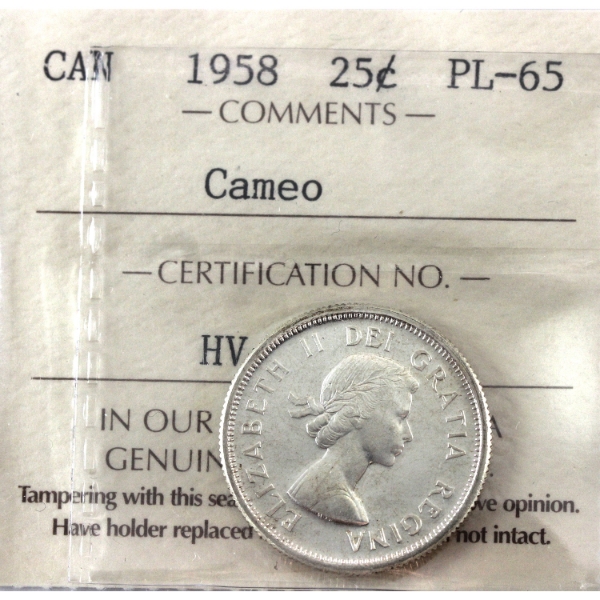 CAN 1958 25¢ PL-65
— COMMENTS —
Cameo
— CERTIFICATION NO. —
HV
IN OUR A
GENUIN
Tampering with this sea ve opinion.
Have holder replaced not intact.
ELIZABETH II DEI GRATIA REGINA